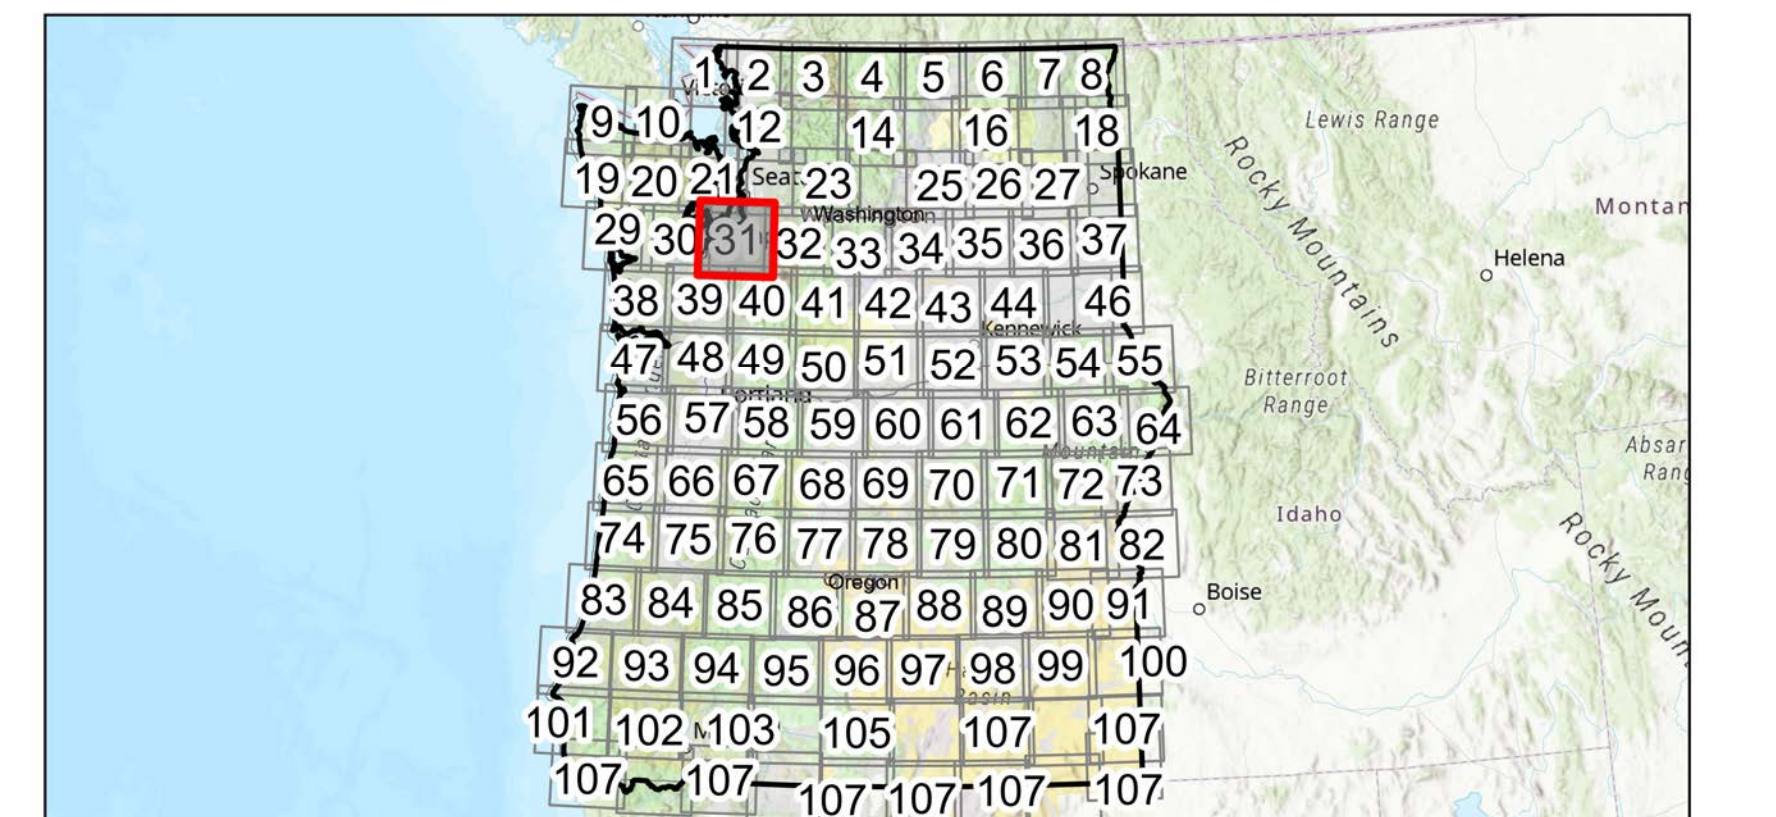 1 2 3 4 5 6 7 8
9 10 12 14 16 18
Lewis Range
19 20 21 23 25 26 27
Spokane
Washington
Rocky Mountains
29 30 31 32 33 34 35 36 37
Helena
38 39 40 41 42 43 44 46
Kennewick
47 48 49 50 51 52 53 54 55
Bitterroot
Range
Portland
56 57 58 59 60 61 62 63 64
Mountain
65 66 67 68 69 70 71 72 73
Idaho
74 75 76 77 78 79 80 81 82
Oregon
Boise
83 84 85 86 87 88 89 90 91
92 93 94 95 96 97 98 99 100
Basin
101 102 103 105 107 107
107 107 107 107 107 107